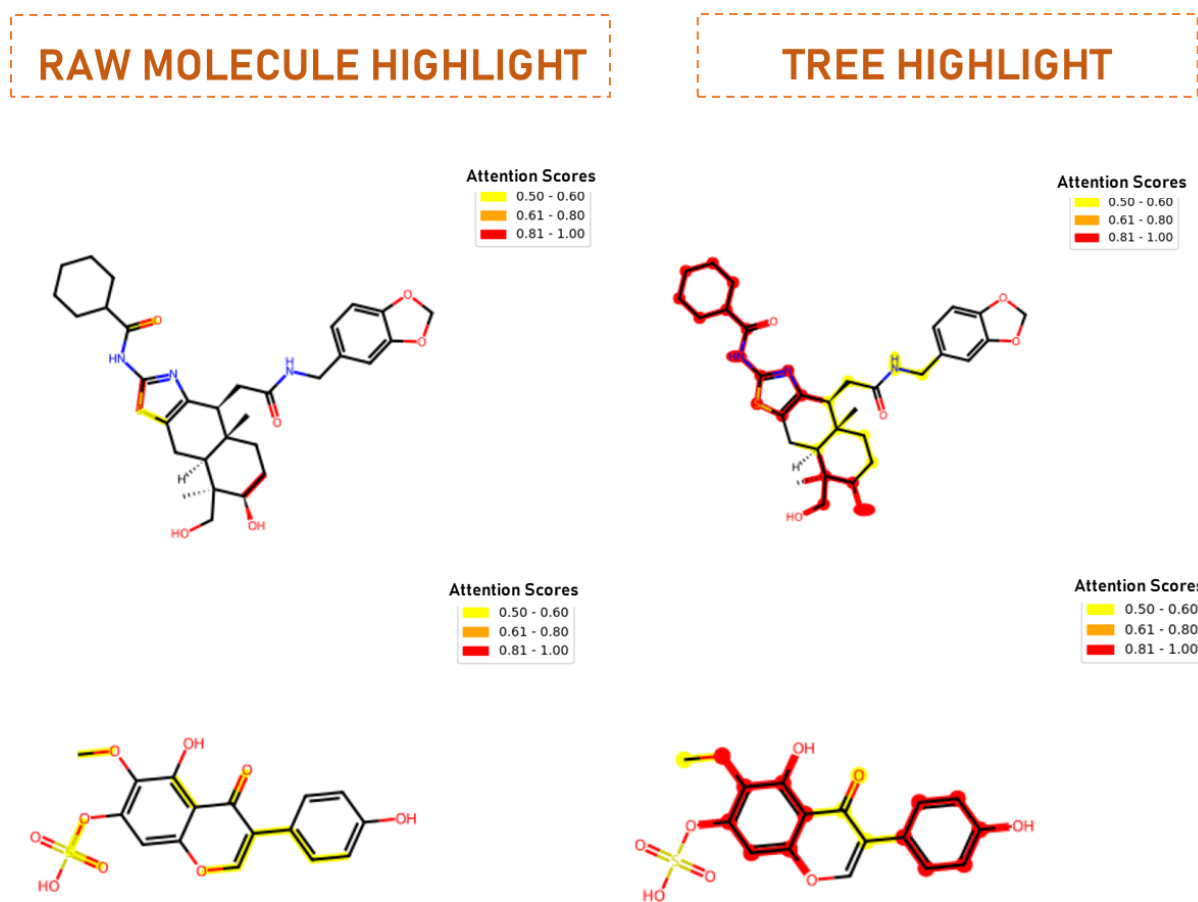 RAW MOLECULE HIGHLIGHT
TREE HIGHLIGHT
Attention Scores
0.50 - 0.60
0.61 - 0.80
0.81 - 1.00
Attention Scores
0.50 - 0.60
0.61 - 0.80
0.81 - 1.00
O
HN
N
S
H
N
O
O
O
H
HO
OH
O
HN
N
S
H
N
O
O
O
H
HO
Attention Scores
0.50 - 0.60
0.61 - 0.80
0.81 - 1.00
Attention Scores
0.50 - 0.60
0.61 - 0.80
0.81 - 1.00
O
OH
O
O
O
S
O
HO
O
OH
OH
O
O
O
S
O
HO
O
OH